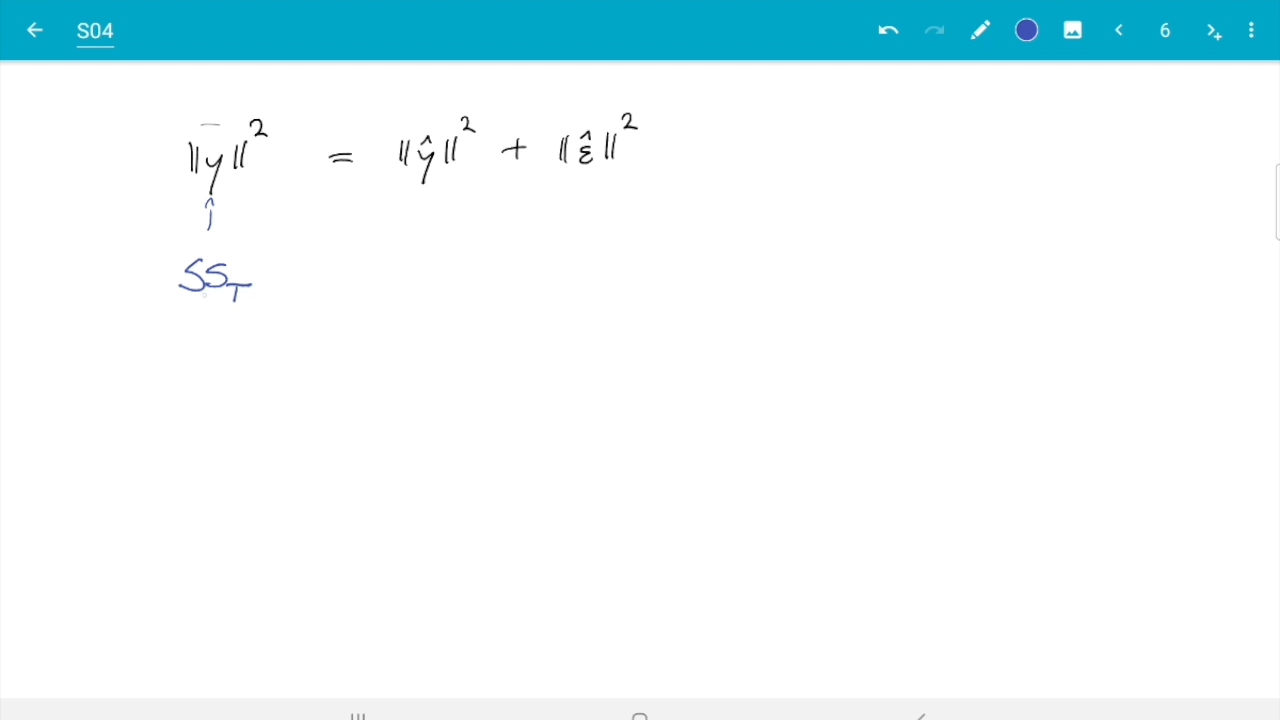 S04
6
‖y‖² = ‖ŷ‖² + ‖ε̂‖²
↑
SS_T